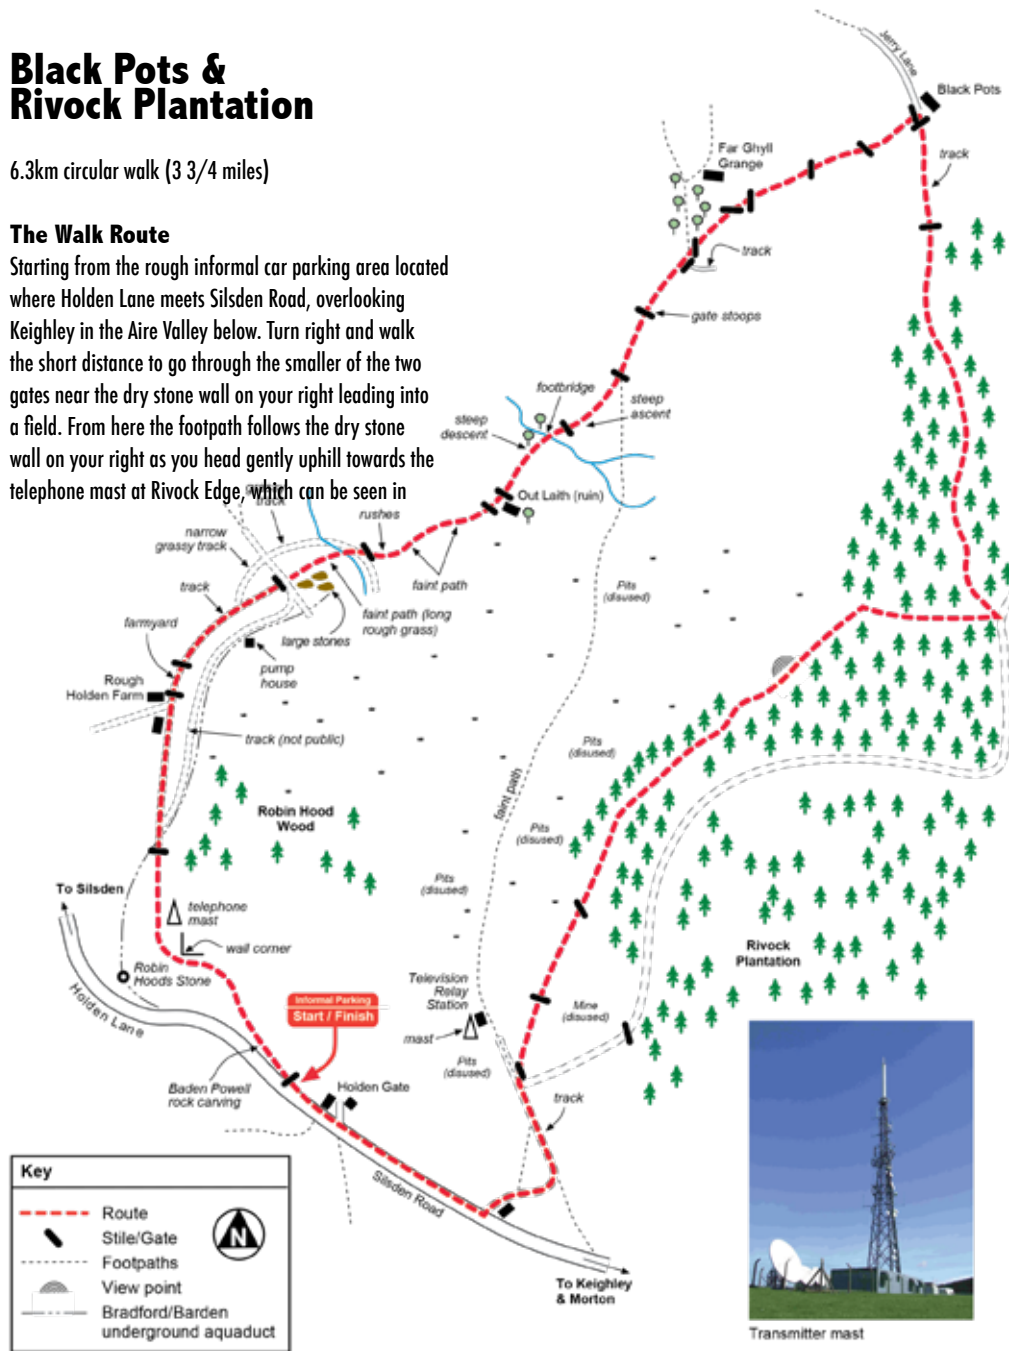 Black Pots &
Rivock Plantation
6.3km circular walk (3 3/4 miles)
The Walk Route
Starting from the rough informal car parking area located
where Holden Lane meets Silsden Road, overlooking
Keighley in the Aire Valley below. Turn right and walk
the short distance to go through the smaller of the two
gates near the dry stone wall on your right leading into
a field. From here the footpath follows the dry stone
wall on your right as you head gently uphill towards the
telephone mast at Rivock Edge, which can be seen in
Jerry Lane
Black Pots
track
Far Ghyll
Grange
track
gate stoops
footbridge
steep
ascent
steep
descent
Out Laith (ruin)
track
rushes
narrow
grassy track
faint path
track
faint path (long
rough grass)
Pits
(disused)
farmyard
large stones
pump
house
Rough
Holden Farm
track (not public)
Pits
(disused)
faint path
Robin Hood
Wood
Pits
(disused)
Pits
(disused)
To Silsden
telephone
mast
wall corner
Rivock
Plantation
Robin
Hoods Stone
Television
Relay
Station
Holden Lane
Informal Parking
Start / Finish
Mine
(disused)
mast
Pits
(disused)
Baden Powell
rock carving
Holden Gate
track
Silsden Road
To Keighley
& Morton
Key
Route
Stile/Gate
Footpaths
View point
Bradford/Barden
underground aquaduct
N
Transmitter mast